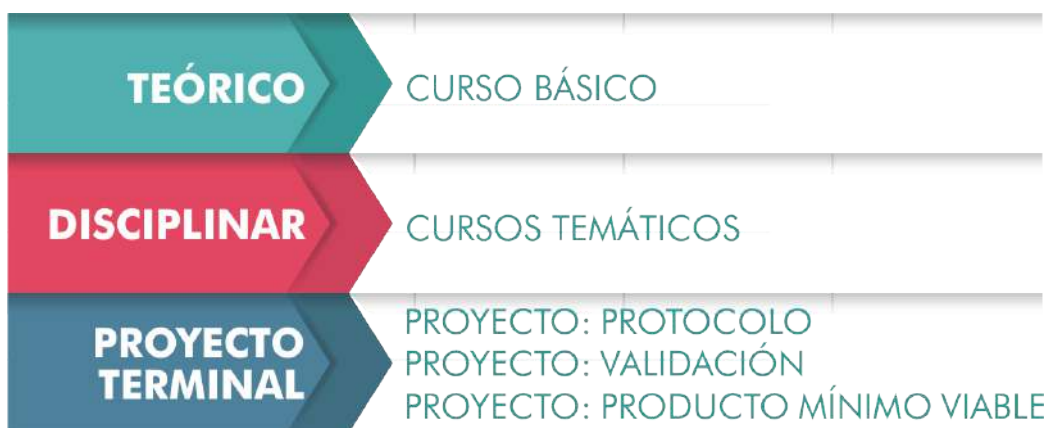 TEÓRICO
CURSO BÁSICO
DISCIPLINAR
CURSOS TEMÁTICOS
PROYECTO
TERMINAL
PROYECTO: PROTOCOLO
PROYECTO: VALIDACIÓN
PROYECTO: PRODUCTO MÍNIMO VIABLE